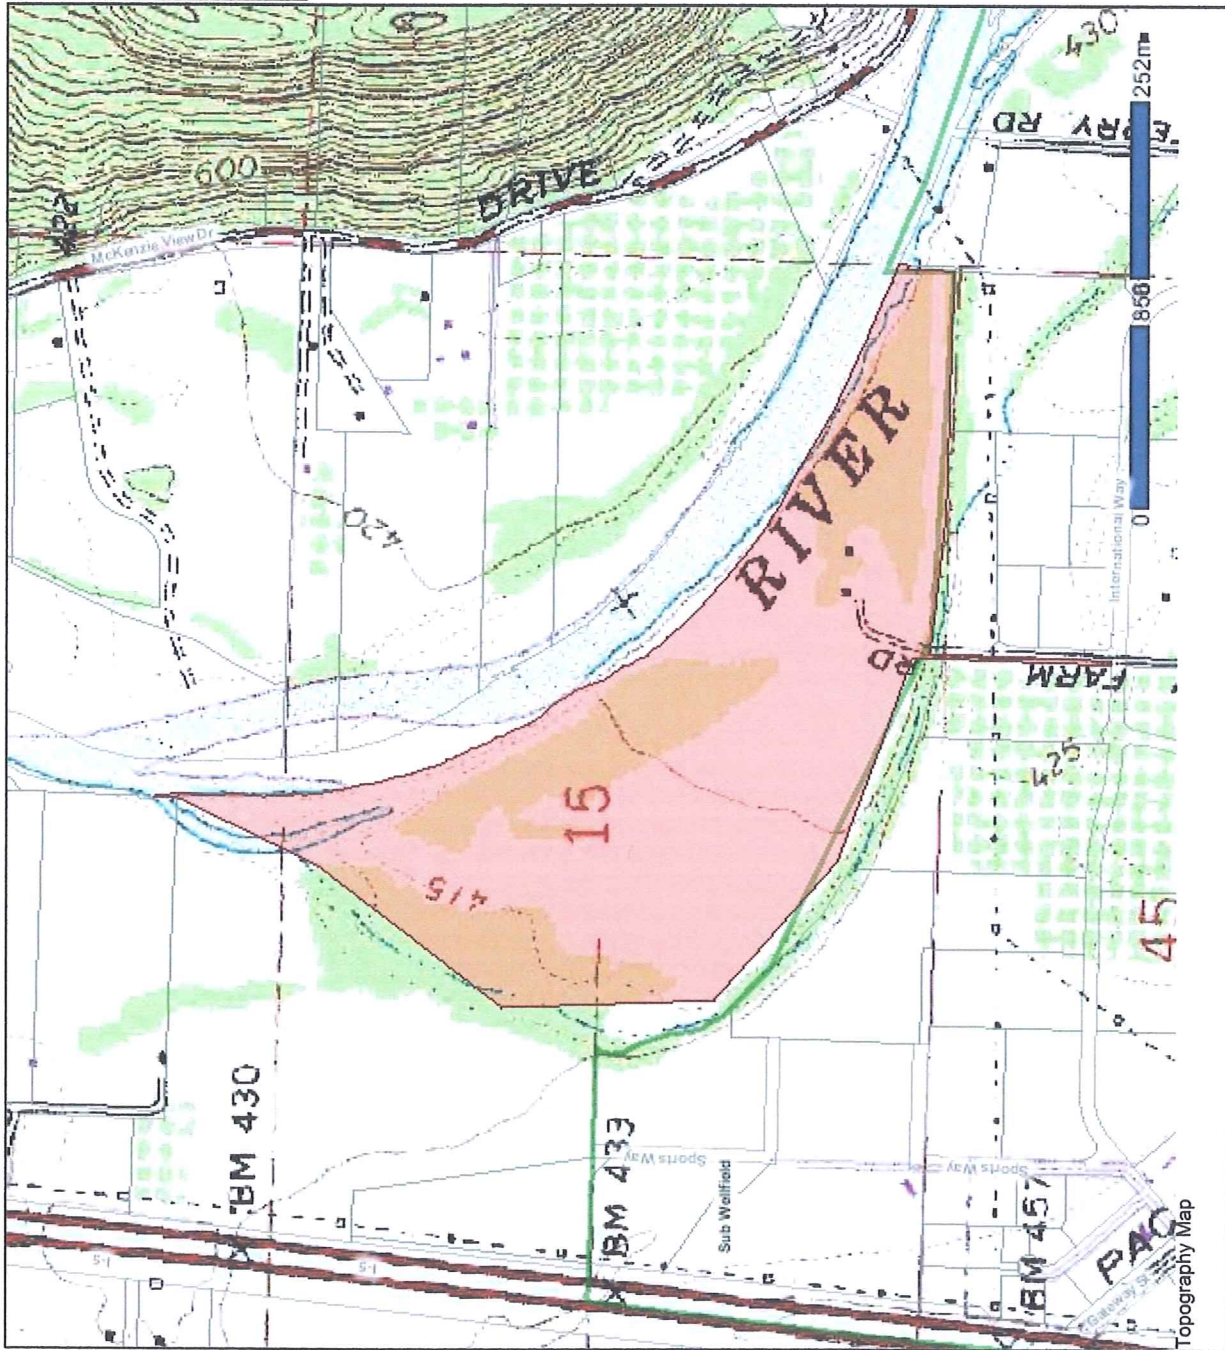 430
422
McKenzie View Dr
600
DRIVE
RD
252m
420
858
RIVER
International Way
0
RD
FARM
15
425
415
45
BM 430
BM 433
Sports Way
Sports Way
Sub Wellfield
BM 457
I-5
I-5
PAC
Gateway St
Topography Map